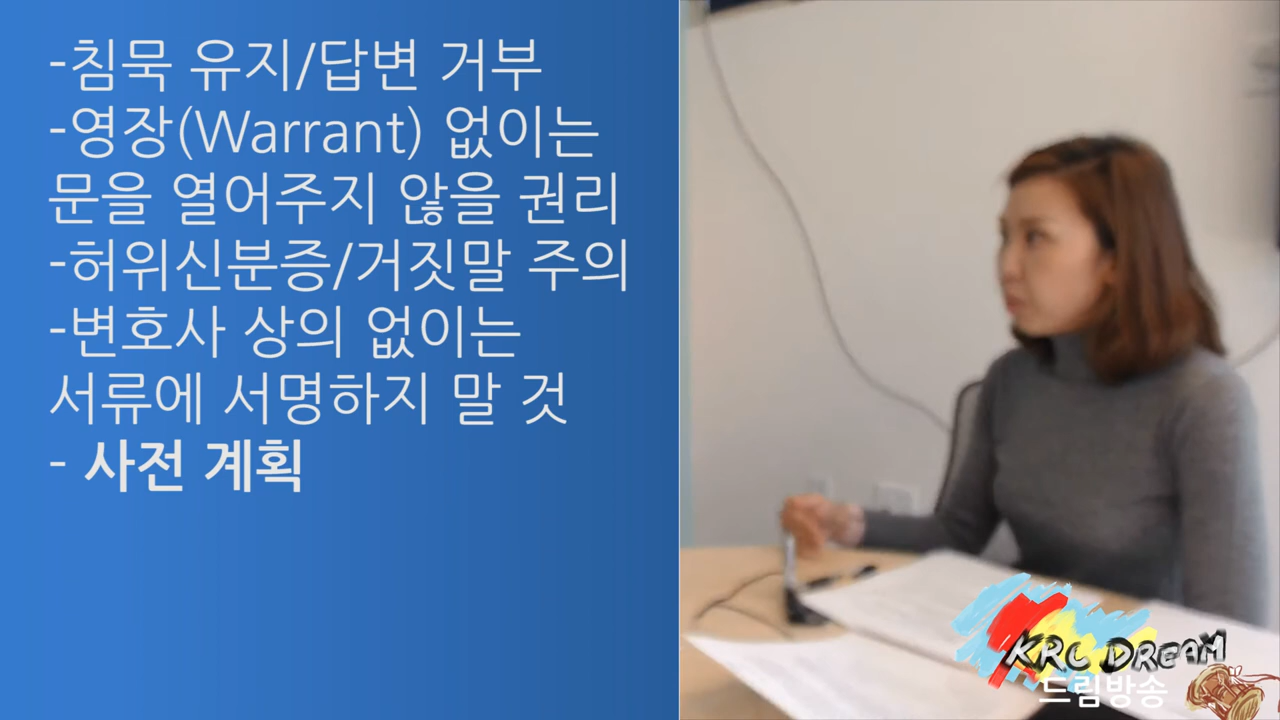 -침묵 유지/답변 거부
-영장(Warrant) 없이는
문을 열어주지 않을 권리
-허위신분증/거짓말 주의
-변호사 상의 없이는
서류에 서명하지 말 것
- 사전 계획
KRC DREAM
드림방송